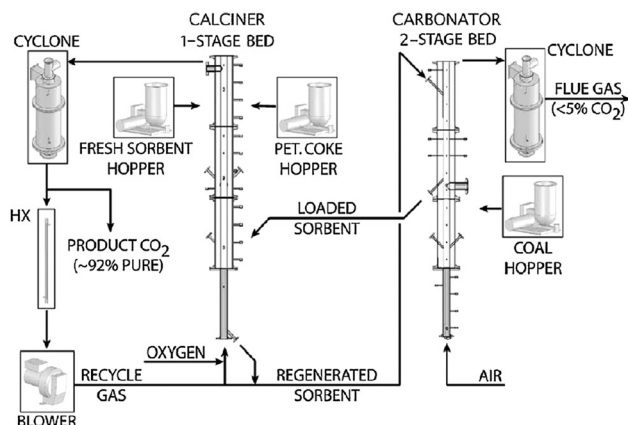 CALCINER
1-STAGE BED
CARBONATOR
2-STAGE BED
CYCLONE
CYCLONE
FLUE GAS
(<5% CO₂)
FRESH SORBENT
HOPPER
PET. COKE
HOPPER
HX
PRODUCT CO₂
(~92% PURE)
LOADED
SORBENT
COAL
HOPPER
OXYGEN
RECYCLE
GAS
REGENERATED
SORBENT
AIR
BLOWER